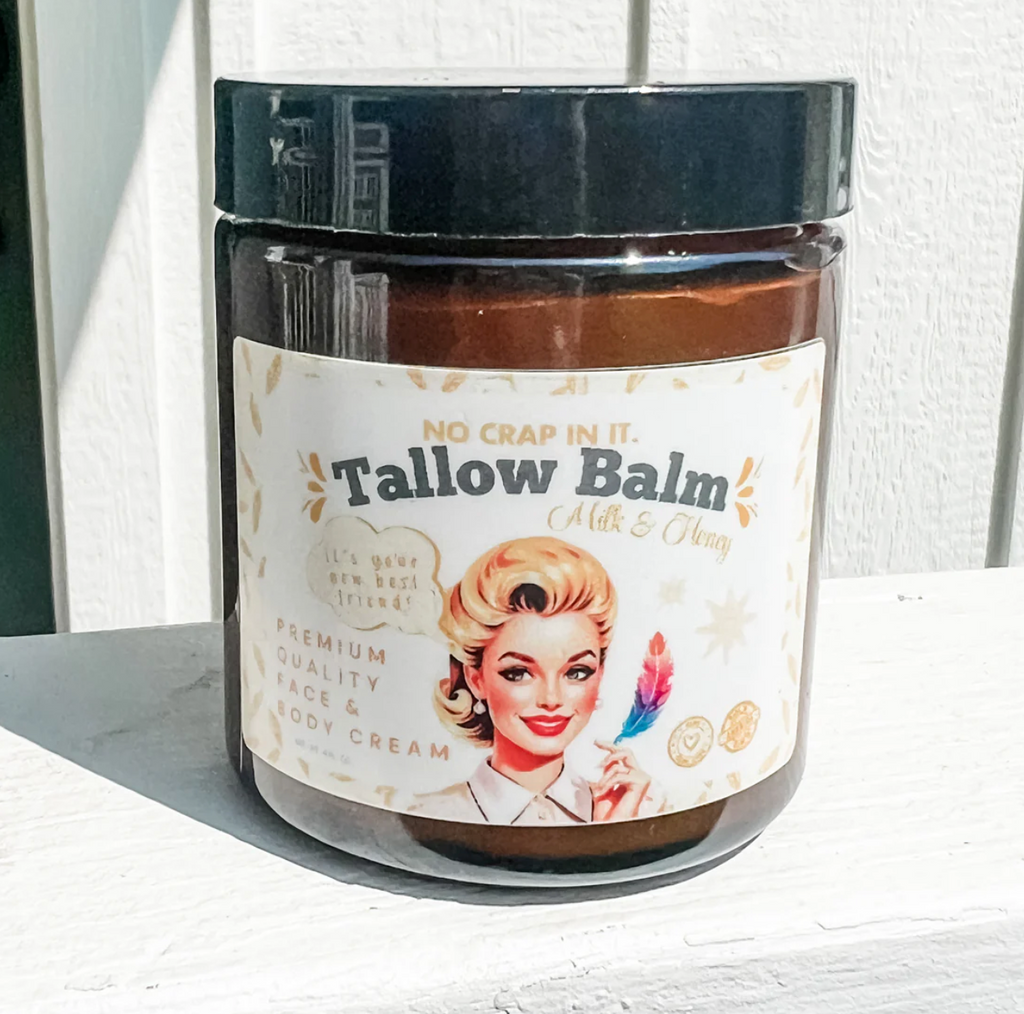 NO CRAP IN IT.
Tallow Balm
Milk & Honey
It's your
new best
friend!
PREMIUM
QUALITY
FACE &
BODY CREAM